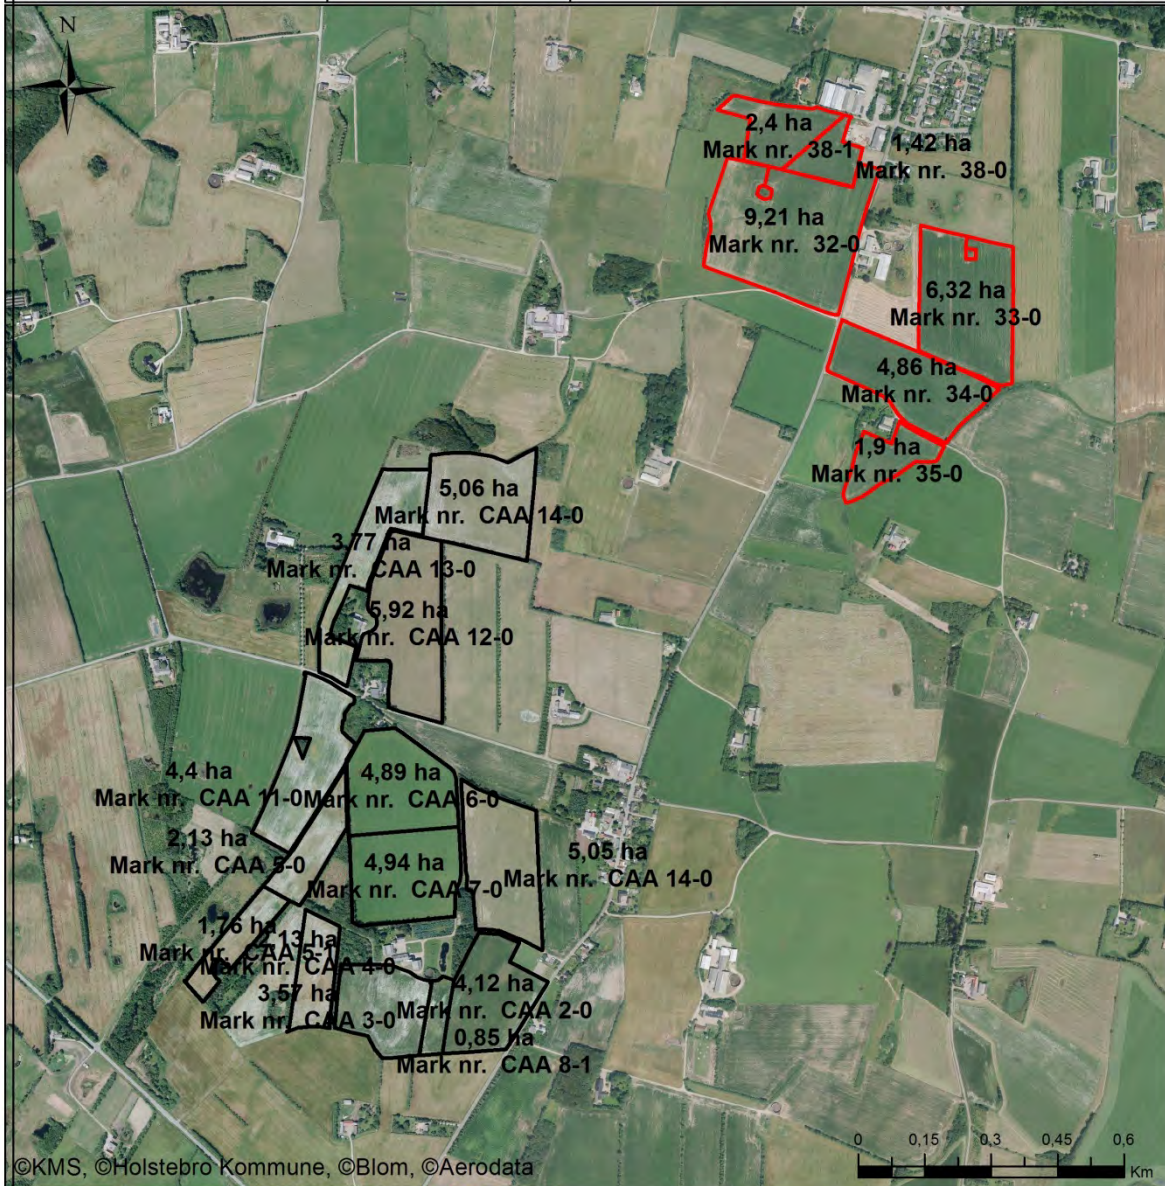 N
2,4 ha
Mark nr. 38-1
1,42 ha
Mark nr. 38-0
9,21 ha
Mark nr. 32-0
6,32 ha
Mark nr. 33-0
4,86 ha
Mark nr. 34-0
1,9 ha
Mark nr. 35-0
5,06 ha
Mark nr. CAA 14-0
3,77 ha
Mark nr. CAA 13-0
5,92 ha
Mark nr. CAA 12-0
4,4 ha
Mark nr. CAA 11-0
4,89 ha
Mark nr. CAA 6-0
2,13 ha
Mark nr. CAA 5-0
4,94 ha
Mark nr. CAA 7-0
5,05 ha
Mark nr. CAA 14-0
1,76 ha
Mark nr. CAA 5-1
2,13 ha
Mark nr. CAA 4-0
3,57 ha
Mark nr. CAA 3-0
4,12 ha
Mark nr. CAA 2-0
0,85 ha
Mark nr. CAA 8-1
0 0,15 0,3 0,45 0,6
Km
©KMS, ©Holstebro Kommune, ©Blom, ©Aerodata